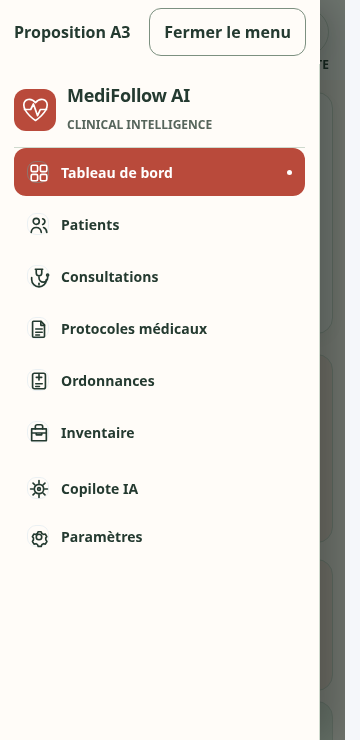 Proposition A3
Fermer le menu
MediFollow AI
CLINICAL INTELLIGENCE
Tableau de bord
Patients
Consultations
Protocoles médicaux
Ordonnances
Inventaire
Copilote IA
Paramètres